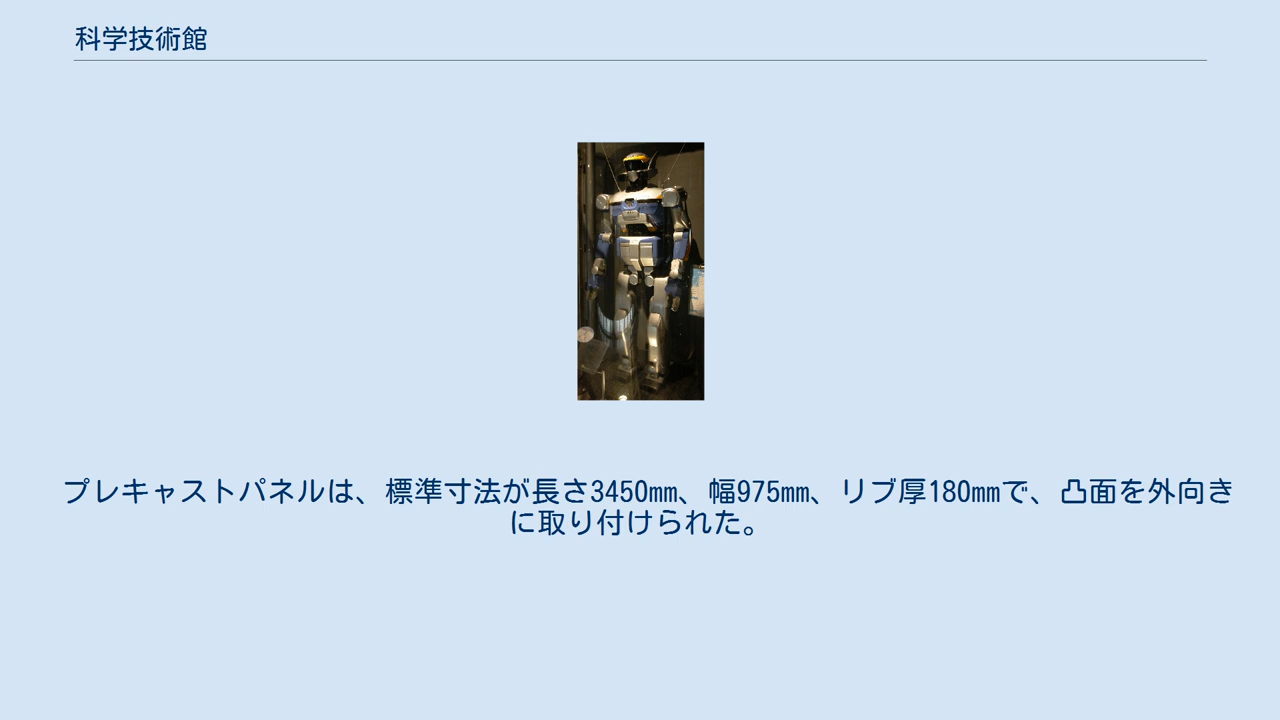 科学技術館
プレキャストパネルは、標準寸法が長さ3450㎜、幅975㎜、リブ厚180㎜で、凸面を外向き
に取り付けられた。